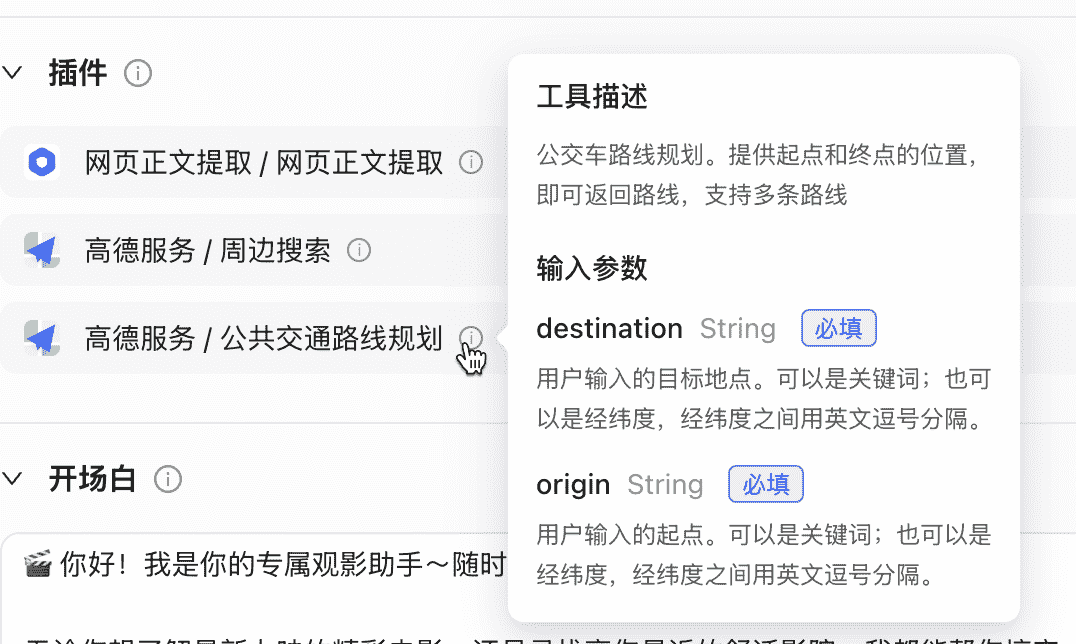 插件
网页正文提取 / 网页正文提取
高德服务 / 周边搜索
高德服务 / 公共交通路线规划
工具描述
公交车路线规划。提供起点和终点的位置，
即可返回路线，支持多条路线
输入参数
destination String 必填
用户输入的目标地点。可以是关键词；也可
以是经纬度，经纬度之间用英文逗号分隔。
origin String 必填
用户输入的起点。可以是关键词；也可以是
经纬度，经纬度之间用英文逗号分隔。
开场白
🎬 你好！我是你的专属观影助手～随时